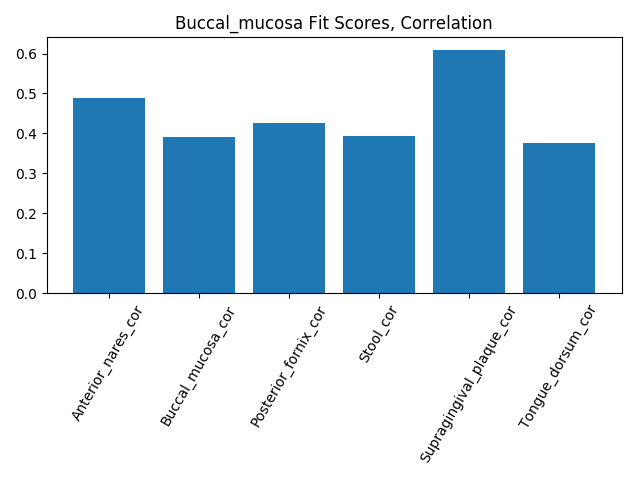 Buccal_mucosa Fit Scores, Correlation
0.6
0.5
0.4
0.3
0.2
0.1
0.0
Anterior_nares_cor
Buccal_mucosa_cor
Posterior_fornix_cor
Stool_cor
Supragingival_plaque_cor
Tongue_dorsum_cor